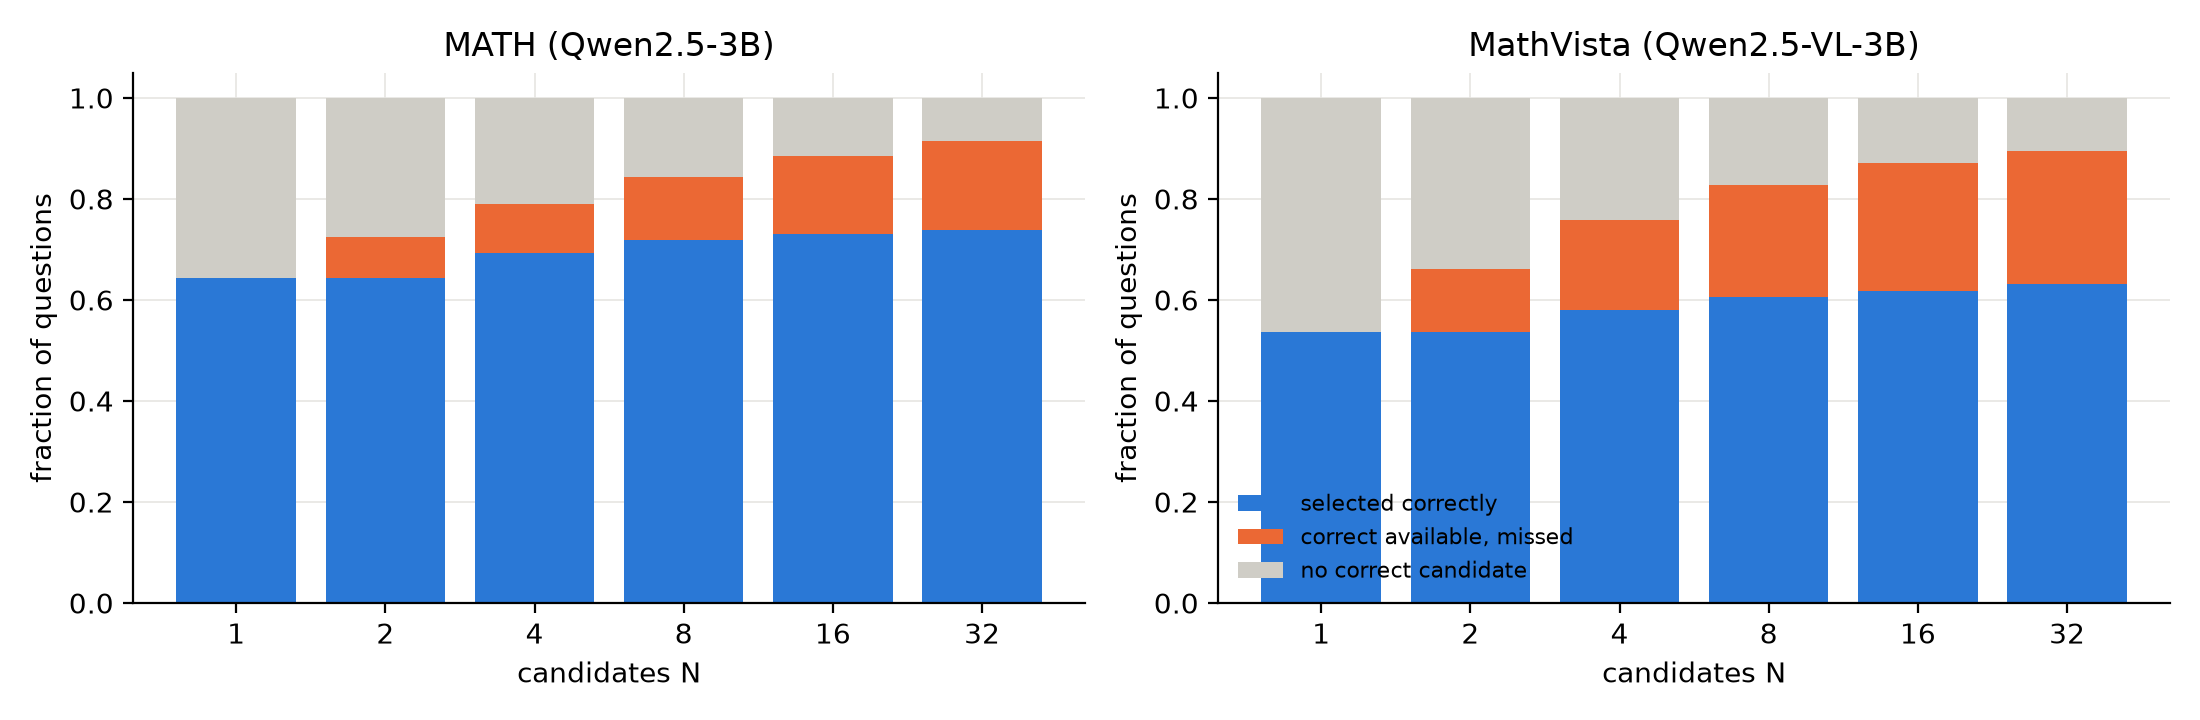 MATH (Qwen2.5-3B)
fraction of questions
1.0
0.8
0.6
0.4
0.2
0.0
1 2 4 8 16 32
candidates N
MathVista (Qwen2.5-VL-3B)
fraction of questions
1.0
0.8
0.6
0.4
0.2
0.0
selected correctly
correct available, missed
no correct candidate
1 2 4 8 16 32
candidates N